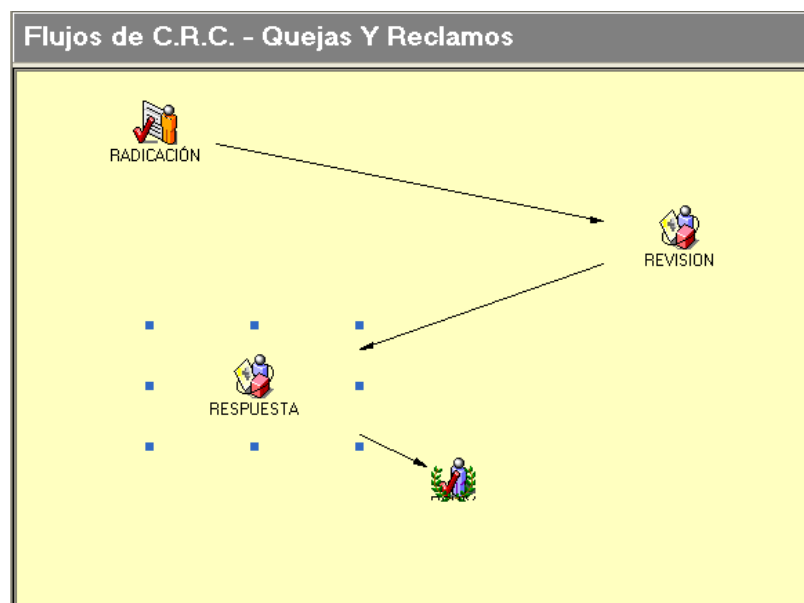 Flujos de C.R.C. - Quejas Y Reclamos
RADICACIÓN
REVISION
RESPUESTA